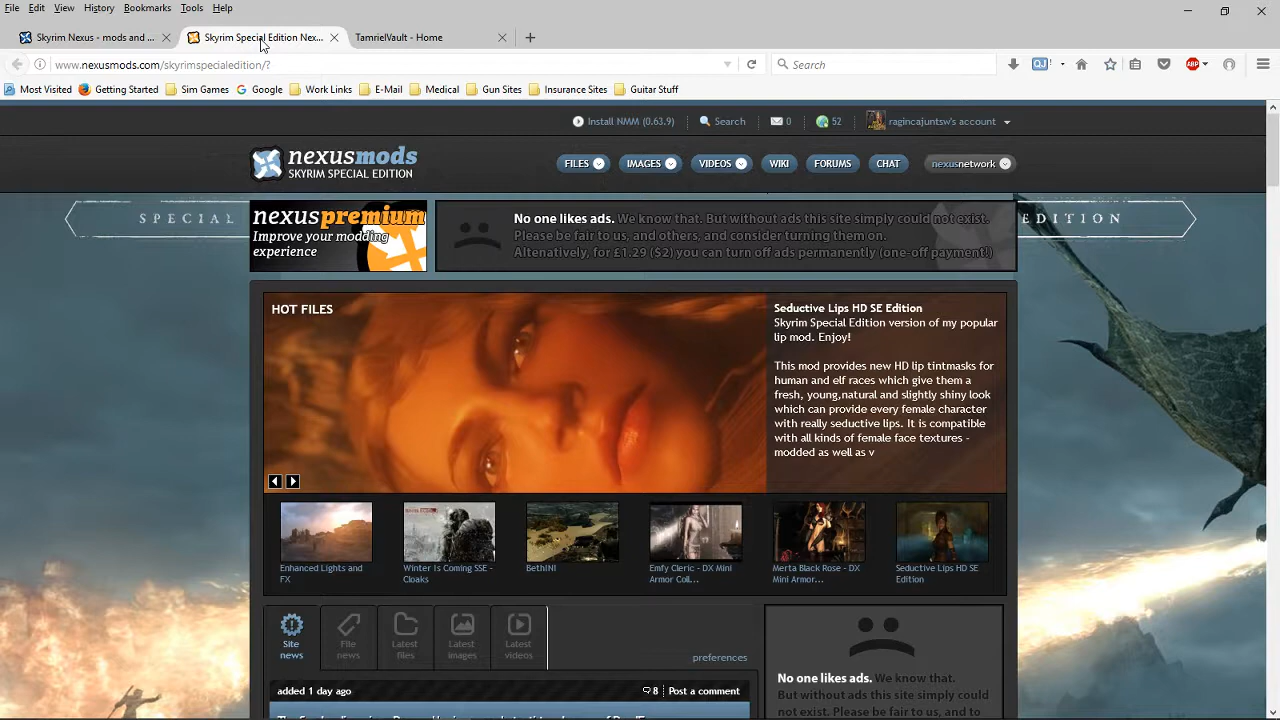 File Edit View History Bookmarks Tools Help
Skyrim Nexus - mods and ... Skyrim Special Edition Nex... TamrielVault - Home
www.nexusmods.com/skyrimspecialedition/? Search
Most Visited Getting Started Sim Games Google Work Links E-Mail Medical Gun Sites Insurance Sites Guitar Stuff
Install NMM (0.63.9) Search 0 52 ragincajuntsw's account
nexusmods
SKYRIM SPECIAL EDITION
FILES IMAGES VIDEOS WIKI FORUMS CHAT nexusnetwork
SPECIAL EDITION
nexuspremium
Improve your modding
experience
No one likes ads. We know that. But without ads this site simply could not exist.
Please be fair to us, and others, and consider turning them on.
Altenatively, for £1.29 ($2) you can turn off ads permanently (one-off payment!)
HOT FILES
Seductive Lips HD SE Edition
Skyrim Special Edition version of my popular
lip mod. Enjoy!
This mod provides new HD lip tintmasks for
human and elf races which give them a
fresh, young,natural and slightly shiny look
which can provide every female character
with really seductive lips. It is compatible
with all kinds of female face textures -
modded as well as v
Enhanced Lights and
FX
Winter Is Coming SSE -
Cloaks
BethINI
Emfy Cleric - DX Mini
Armor Coll...
Merta Black Rose - DX
Mini Armor...
Seductive Lips HD SE
Edition
Site
news
File
news
Latest
files
Latest
images
Latest
videos
preferences
added 1 day ago 8 Post a comment
No one likes ads. We know that.
But without ads this site simply could
not exist. Please be fair to us, and to